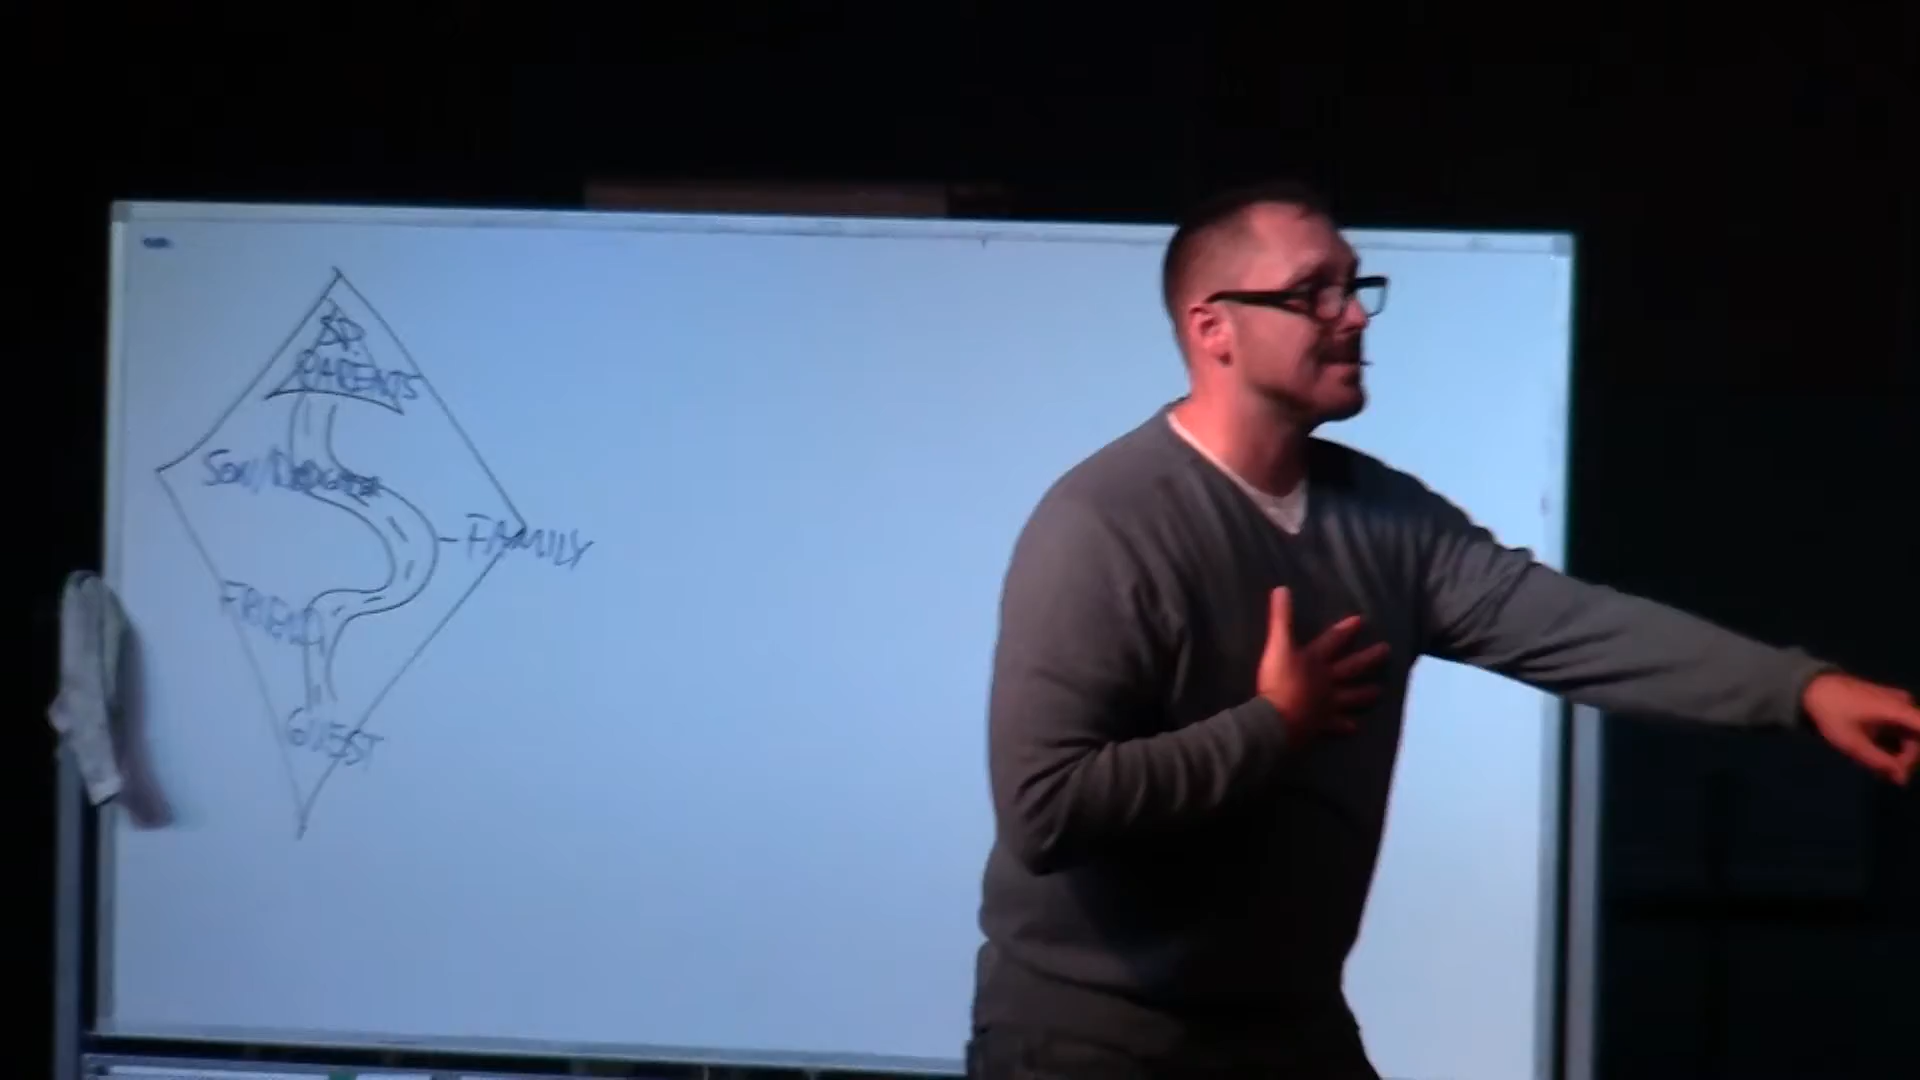 SP.
PARENTS
SON/DAUGHTER
FAMILY
FRIEND
GUEST